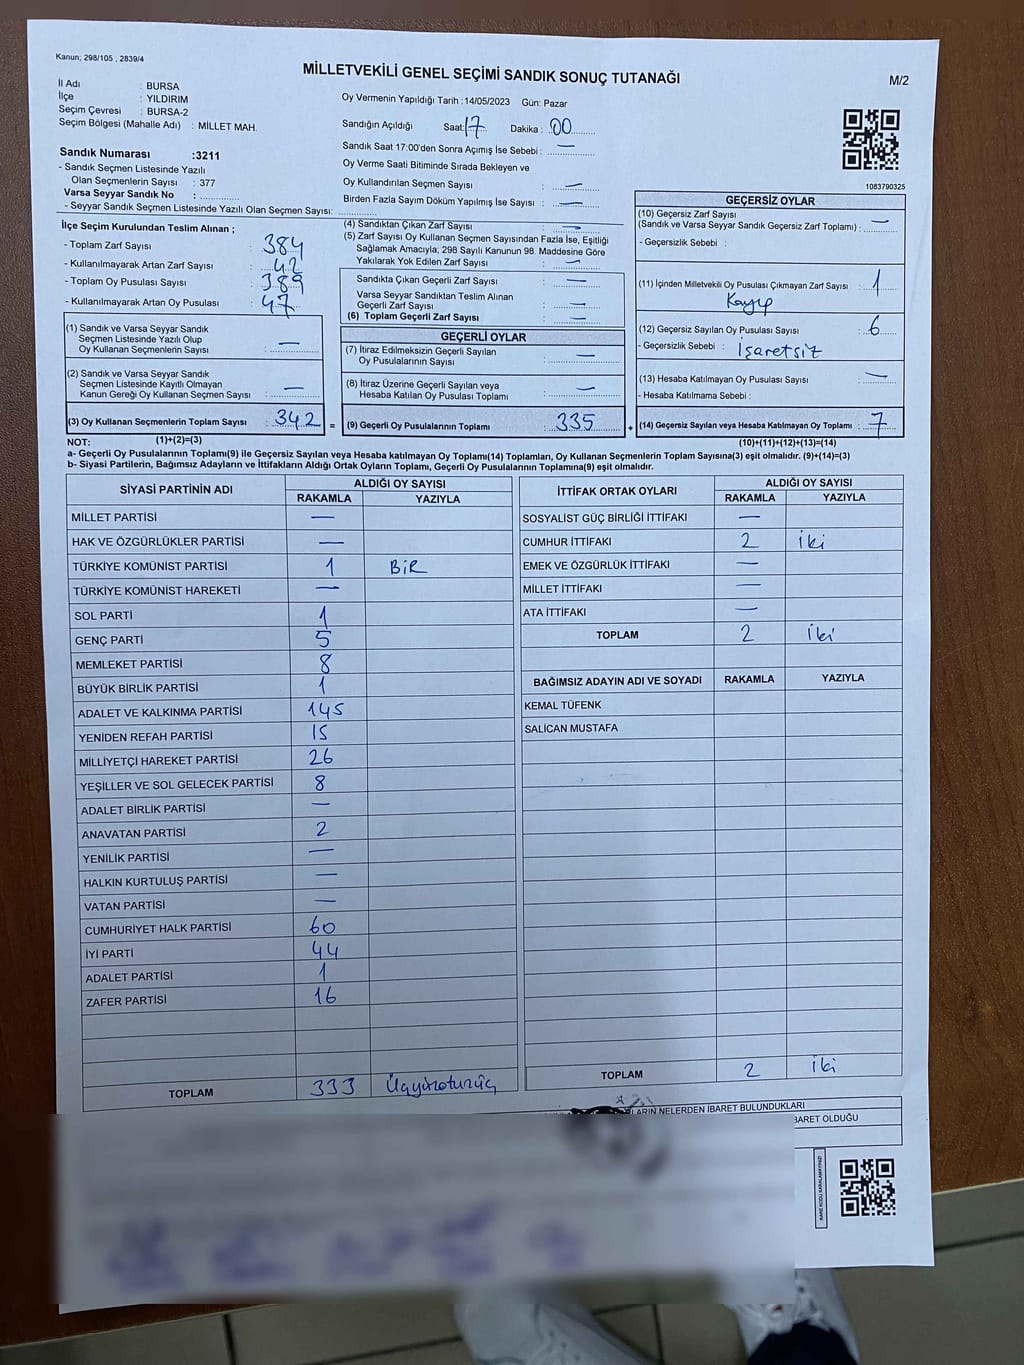 Kanun; 298/105 , 2839/4
MİLLETVEKİLİ GENEL SEÇİMİ SANDIK SONUÇ TUTANAĞI
M/2
İl Adı : BURSA
İlçe : YILDIRIM
Seçim Çevresi : BURSA-2
Seçim Bölgesi (Mahalle Adı) : MİLLET MAH.
Sandık Numarası :3211
- Sandık Seçmen Listesinde Yazılı
Olan Seçmenlerin Sayısı : 377
Varsa Seyyar Sandık No :
- Seyyar Sandık Seçmen Listesinde Yazılı Olan Seçmen Sayısı:
Oy Vermenin Yapıldığı Tarih :14/05/2023 Gün: Pazar
Sandığın Açıldığı Saat: 17 Dakika : 00
Sandık Saat 17:00'den Sonra Açımış İse Sebebi : —
Oy Verme Saati Bitiminde Sırada Bekleyen ve
Oy Kullandırılan Seçmen Sayısı : —
Birden Fazla Sayım Döküm Yapılmış İse Sayısı : —
1083790325
İlçe Seçim Kurulundan Teslim Alınan ;
- Toplam Zarf Sayısı : 384
- Kullanılmayarak Artan Zarf Sayısı : 42
- Toplam Oy Pusulası Sayısı : 389
- Kullanılmayarak Artan Oy Pusulası : 47
(1) Sandık ve Varsa Seyyar Sandık
Seçmen Listesinde Yazılı Olup
Oy Kullanan Seçmenlerin Sayısı : —
(2) Sandık ve Varsa Seyyar Sandık
Seçmen Listesinde Kayıtlı Olmayan
Kanun Gereği Oy Kullanan Seçmen Sayısı : —
(3) Oy Kullanan Seçmenlerin Toplam Sayısı : 342 =
(4) Sandıktan Çıkan Zarf Sayısı : —
(5) Zarf Sayısı Oy Kullanan Seçmen Sayısından Fazla İse, Eşitliği
Sağlamak Amacıyla, 298 Sayılı Kanunun 98. Maddesine Göre
Yakılarak Yok Edilen Zarf Sayısı : —
Sandıkta Çıkan Geçerli Zarf Sayısı : —
Varsa Seyyar Sandıktan Teslim Alınan
Geçerli Zarf Sayısı : —
(6) Toplam Geçerli Zarf Sayısı : —
GEÇERLİ OYLAR
(7) İtiraz Edilmeksizin Geçerli Sayılan
Oy Pusulalarının Sayısı : —
(8) İtiraz Üzerine Geçerli Sayılan veya
Hesaba Katılan Oy Pusulası Toplamı : —
(9) Geçerli Oy Pusulalarının Toplamı : 335 +
GEÇERSİZ OYLAR
(10) Geçersiz Zarf Sayısı
(Sandık ve Varsa Seyyar Sandık Geçersiz Zarf Toplamı) : —
- Geçersizlik Sebebi :
(11) İçinden Milletvekili Oy Pusulası Çıkmayan Zarf Sayısı : 1
Kayıp
(12) Geçersiz Sayılan Oy Pusulası Sayısı : 6
- Geçersizlik Sebebi : İşaretsiz
(13) Hesaba Katılmayan Oy Pusulası Sayısı : —
- Hesaba Katılmama Sebebi :
(14) Geçersiz Sayılan veya Hesaba Katılmayan Oy Toplamı : 7
NOT: (1)+(2)=(3) (10)+(11)+(12)+(13)=(14)
a- Geçerli Oy Pusulalarının Toplamı(9) ile Geçersiz Sayılan veya Hesaba katılmayan Oy Toplamı(14) Toplamları, Oy Kullanan Seçmenlerin Toplam Sayısına(3) eşit olmalıdır. (9)+(14)=(3)
b- Siyasi Partilerin, Bağımsız Adayların ve İttifakların Aldığı Ortak Oyların Toplamı, Geçerli Oy Pusulalarının Toplamına(9) eşit olmalıdır.
SİYASİ PARTİNİN ADI ALDIĞI OY SAYISI
RAKAMLA YAZIYLA
MİLLET PARTİSİ —
HAK VE ÖZGÜRLÜKLER PARTİSİ —
TÜRKİYE KOMÜNİST PARTİSİ 1 BİR
TÜRKİYE KOMÜNİST HAREKETİ —
SOL PARTİ 1
GENÇ PARTİ 5
MEMLEKET PARTİSİ 8
BÜYÜK BİRLİK PARTİSİ 1
ADALET VE KALKINMA PARTİSİ 145
YENİDEN REFAH PARTİSİ 15
MİLLİYETÇİ HAREKET PARTİSİ 26
YEŞİLLER VE SOL GELECEK PARTİSİ 8
ADALET BİRLİK PARTİSİ —
ANAVATAN PARTİSİ 2
YENİLİK PARTİSİ —
HALKIN KURTULUŞ PARTİSİ —
VATAN PARTİSİ —
CUMHURİYET HALK PARTİSİ 60
İYİ PARTİ 44
ADALET PARTİSİ 1
ZAFER PARTİSİ 16
TOPLAM 333 Üçyüzotuzüç
İTTİFAK ORTAK OYLARI ALDIĞI OY SAYISI
RAKAMLA YAZIYLA
SOSYALİST GÜÇ BİRLİĞİ İTTİFAKI —
CUMHUR İTTİFAKI 2 iki
EMEK VE ÖZGÜRLÜK İTTİFAKI —
MİLLET İTTİFAKI —
ATA İTTİFAKI —
TOPLAM 2 iki
BAĞIMSIZ ADAYIN ADI VE SOYADI RAKAMLA YAZIYLA
KEMAL TÜFENK
SALİCAN MUSTAFA
TOPLAM 2 iki
NELERDEN İBARET BULUNDUKLARI
OLDUĞU